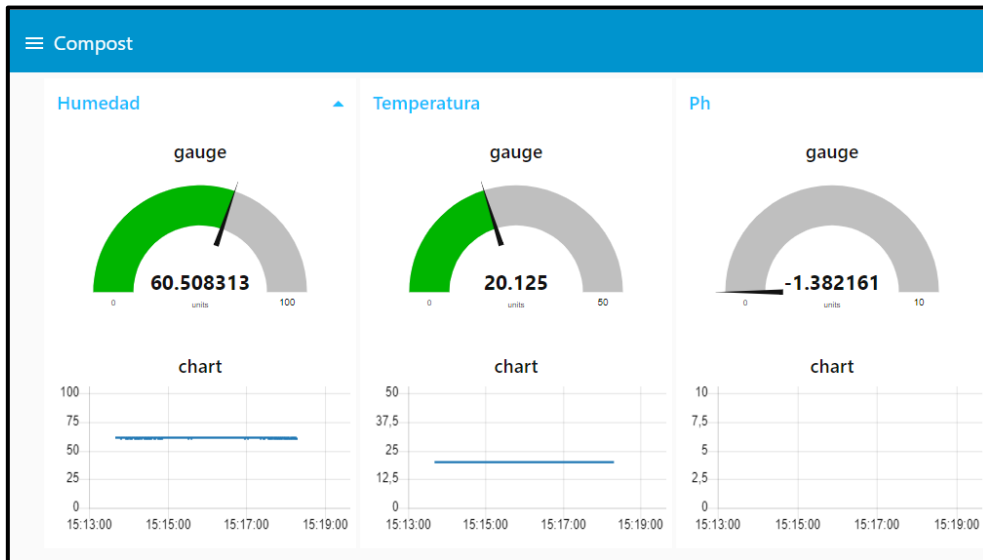 Compost
Humedad
gauge
60.508313
0
units
100
chart
100
75
50
25
0
15:13:00
15:15:00
15:17:00
15:19:00
Temperatura
gauge
20.125
0
units
50
chart
50
37,5
25
12,5
0
15:13:00
15:15:00
15:17:00
15:19:00
Ph
gauge
-1.382161
0
units
10
chart
10
7,5
5
2,5
0
15:13:00
15:15:00
15:17:00
15:19:00